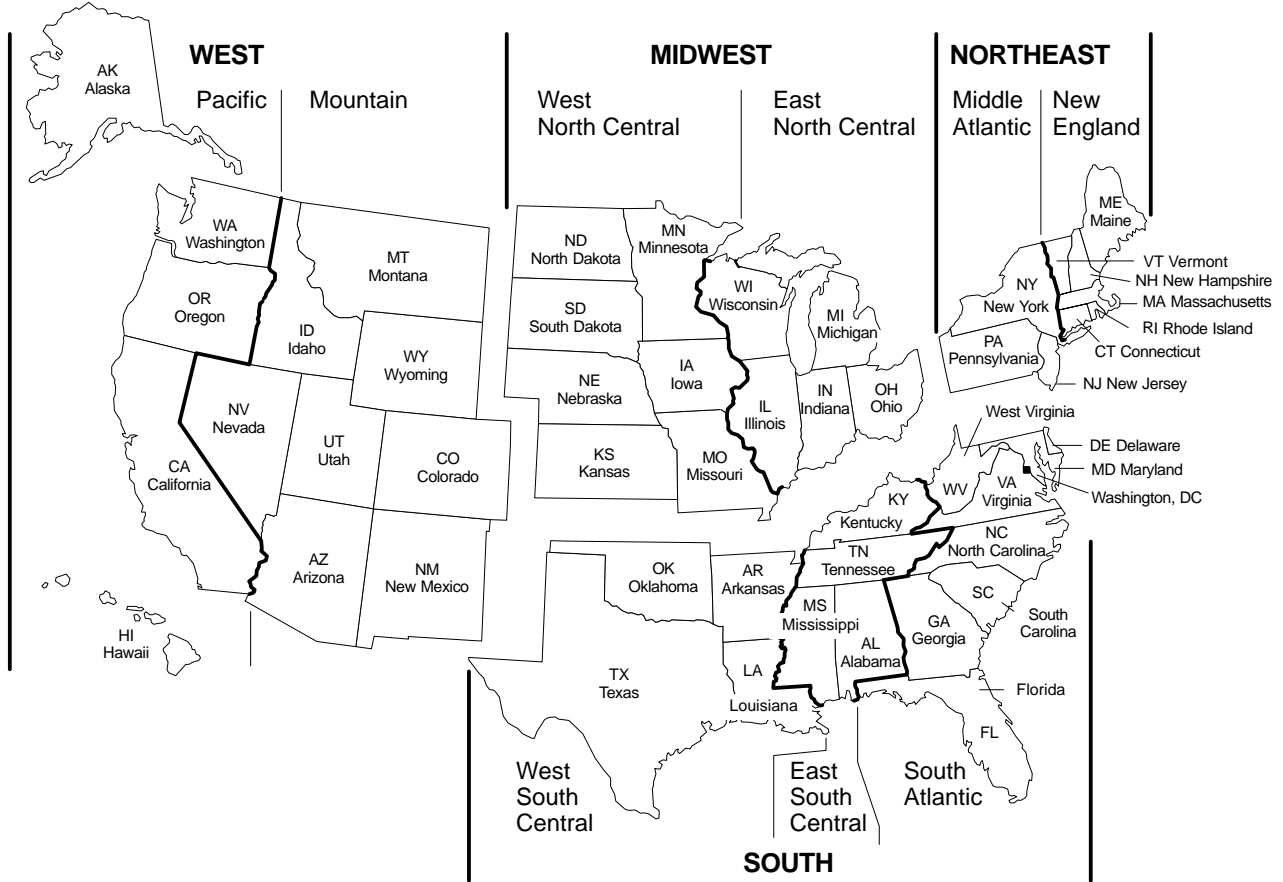 WEST
MIDWEST
NORTHEAST
AK
Alaska
Pacific
Mountain
West
North Central
East
North Central
Middle
Atlantic
New
England
WA
Washington
OR
Oregon
CA
California
HI
Hawaii
MT
Montana
ID
Idaho
WY
Wyoming
NV
Nevada
UT
Utah
CO
Colorado
AZ
Arizona
NM
New Mexico
ND
North Dakota
SD
South Dakota
NE
Nebraska
KS
Kansas
MN
Minnesota
IA
Iowa
MO
Missouri
WI
Wisconsin
MI
Michigan
IL
Illinois
IN
Indiana
OH
Ohio
ME
Maine
VT Vermont
NH New Hampshire
MA Massachusetts
RI Rhode Island
CT Connecticut
NY
New York
PA
Pennsylvania
NJ New Jersey
West Virginia
DE Delaware
MD Maryland
Washington, DC
WV
VA
Virginia
KY
Kentucky
NC
North Carolina
TN
Tennessee
SC
South
Carolina
GA
Georgia
Florida
FL
OK
Oklahoma
AR
Arkansas
MS
Mississippi
AL
Alabama
TX
Texas
LA
Louisiana
West
South
Central
East
South
Central
South
Atlantic
SOUTH